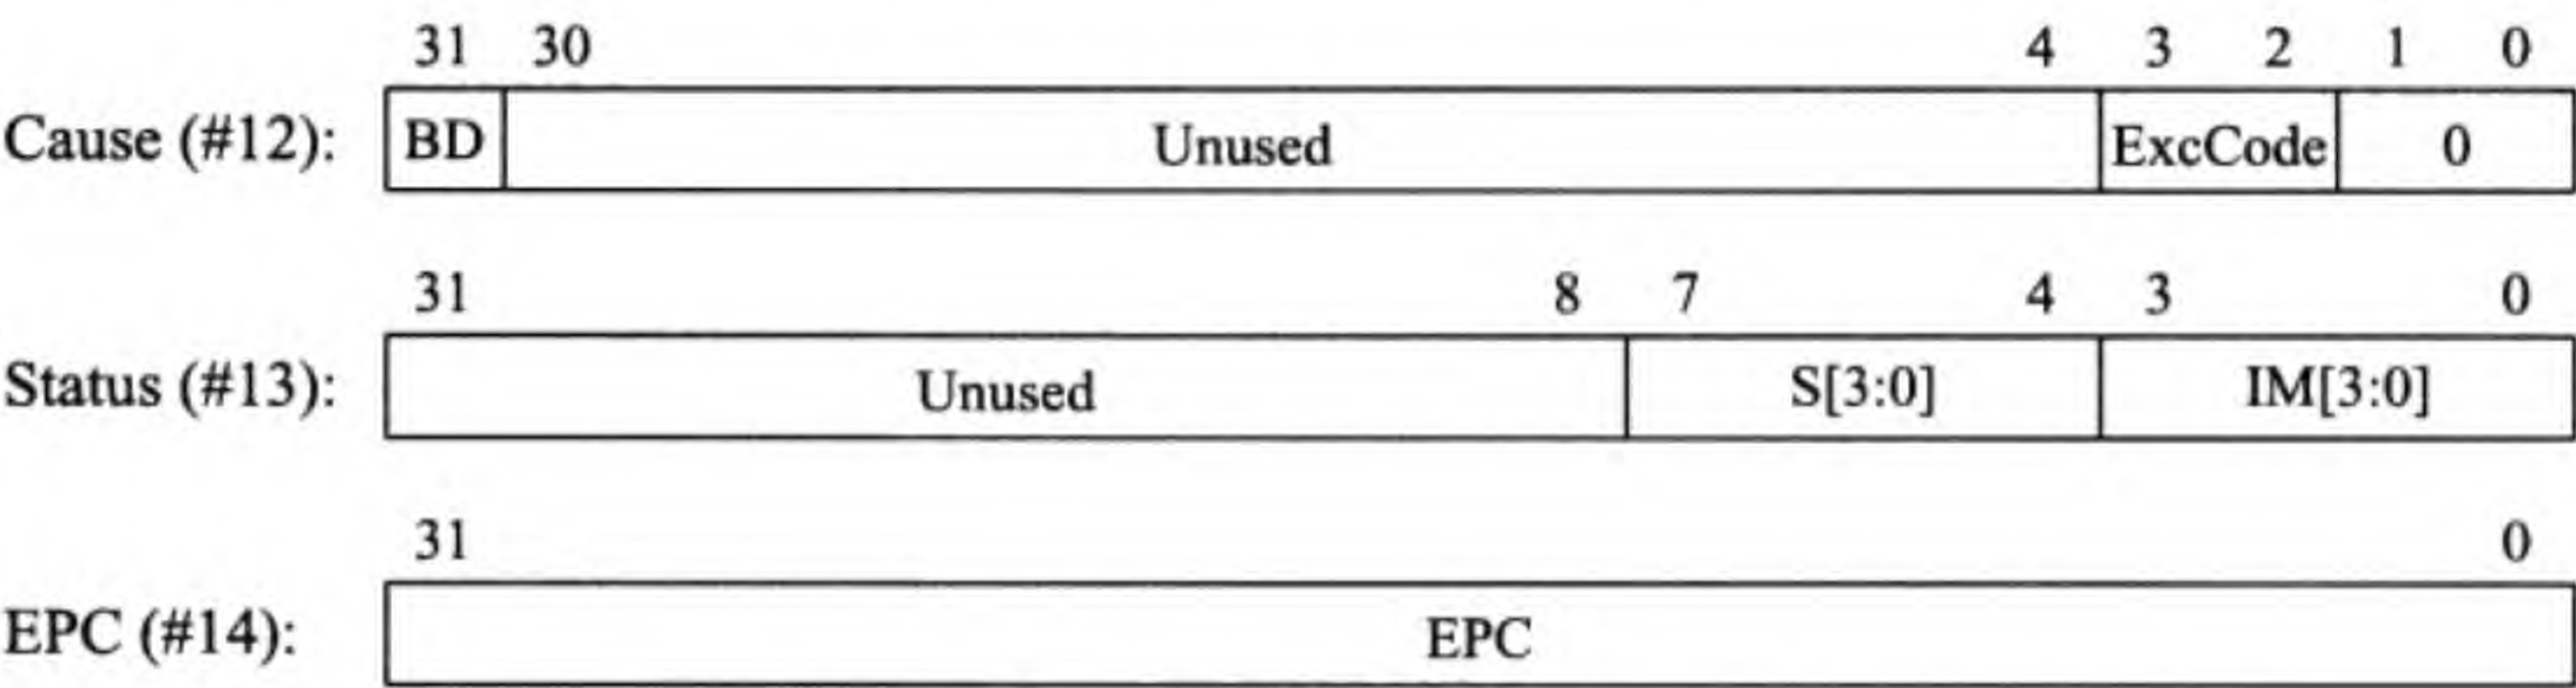 31 30 4 3 2 1 0
Cause (#12): BD Unused ExcCode 0
31 8 7 4 3 0
Status (#13): Unused S[3:0] IM[3:0]
31 0
EPC (#14): EPC